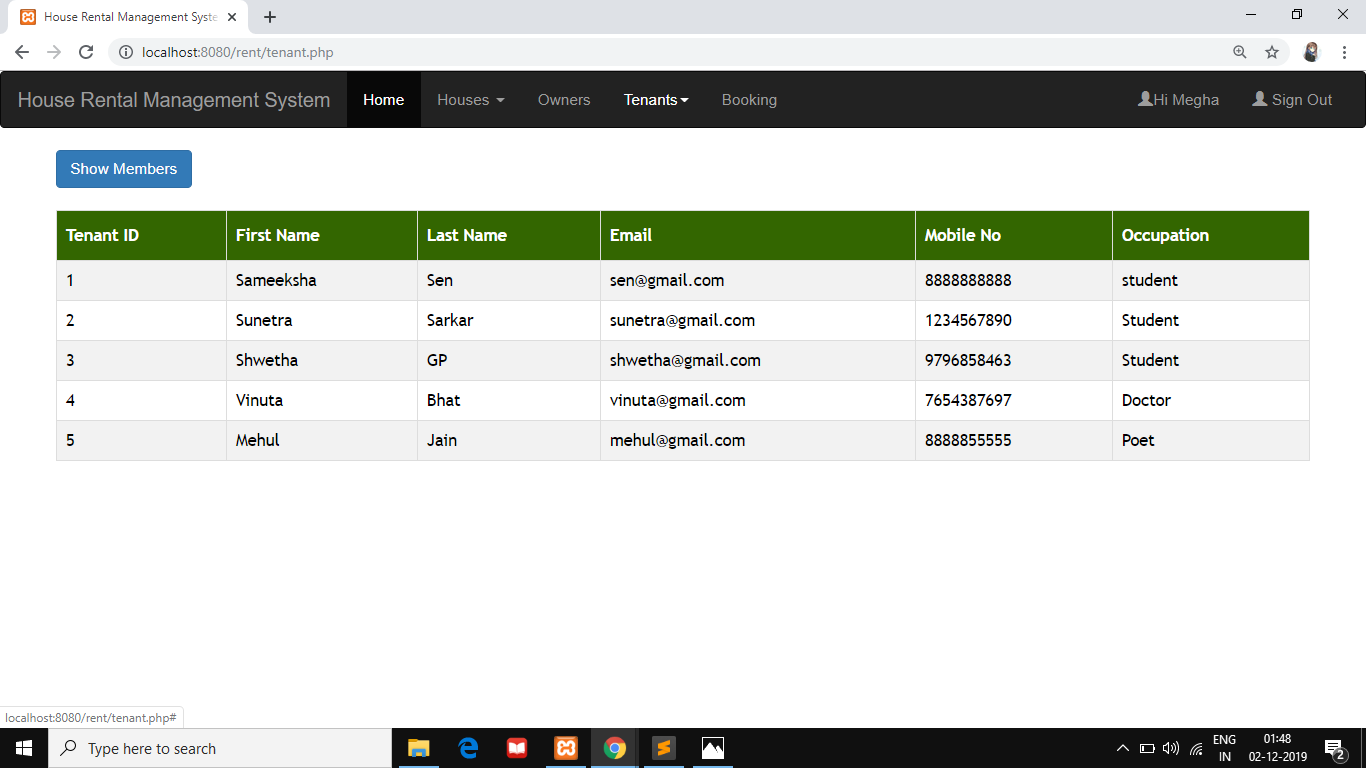 House Rental Management Syste
localhost:8080/rent/tenant.php
House Rental Management System Home Houses Owners Tenants Booking Hi Megha Sign Out
Show Members
Tenant ID First Name Last Name Email Mobile No Occupation
1 Sameeksha Sen sen@gmail.com 8888888888 student
2 Sunetra Sarkar sunetra@gmail.com 1234567890 Student
3 Shwetha GP shwetha@gmail.com 9796858463 Student
4 Vinuta Bhat vinuta@gmail.com 7654387697 Doctor
5 Mehul Jain mehul@gmail.com 8888855555 Poet
localhost:8080/rent/tenant.php#
Type here to search
ENG
IN
01:48
02-12-2019
2